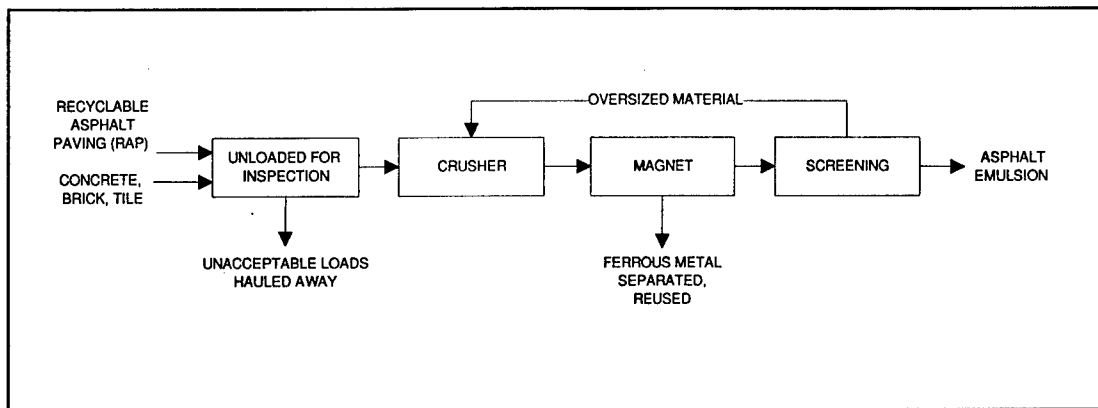 RECYCLABLE
ASPHALT
PAVING (RAP)
CONCRETE,
BRICK, TILE
UNLOADED FOR
INSPECTION
UNACCEPTABLE LOADS
HAULED AWAY
CRUSHER
OVERSIZED MATERIAL
MAGNET
FERROUS METAL
SEPARATED,
REUSED
SCREENING
ASPHALT
EMULSION